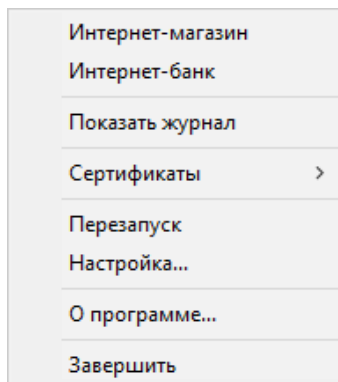 Интернет-магазин
Интернет-банк
Показать журнал
Сертификаты
Перезапуск
Настройка...
О программе...
Завершить